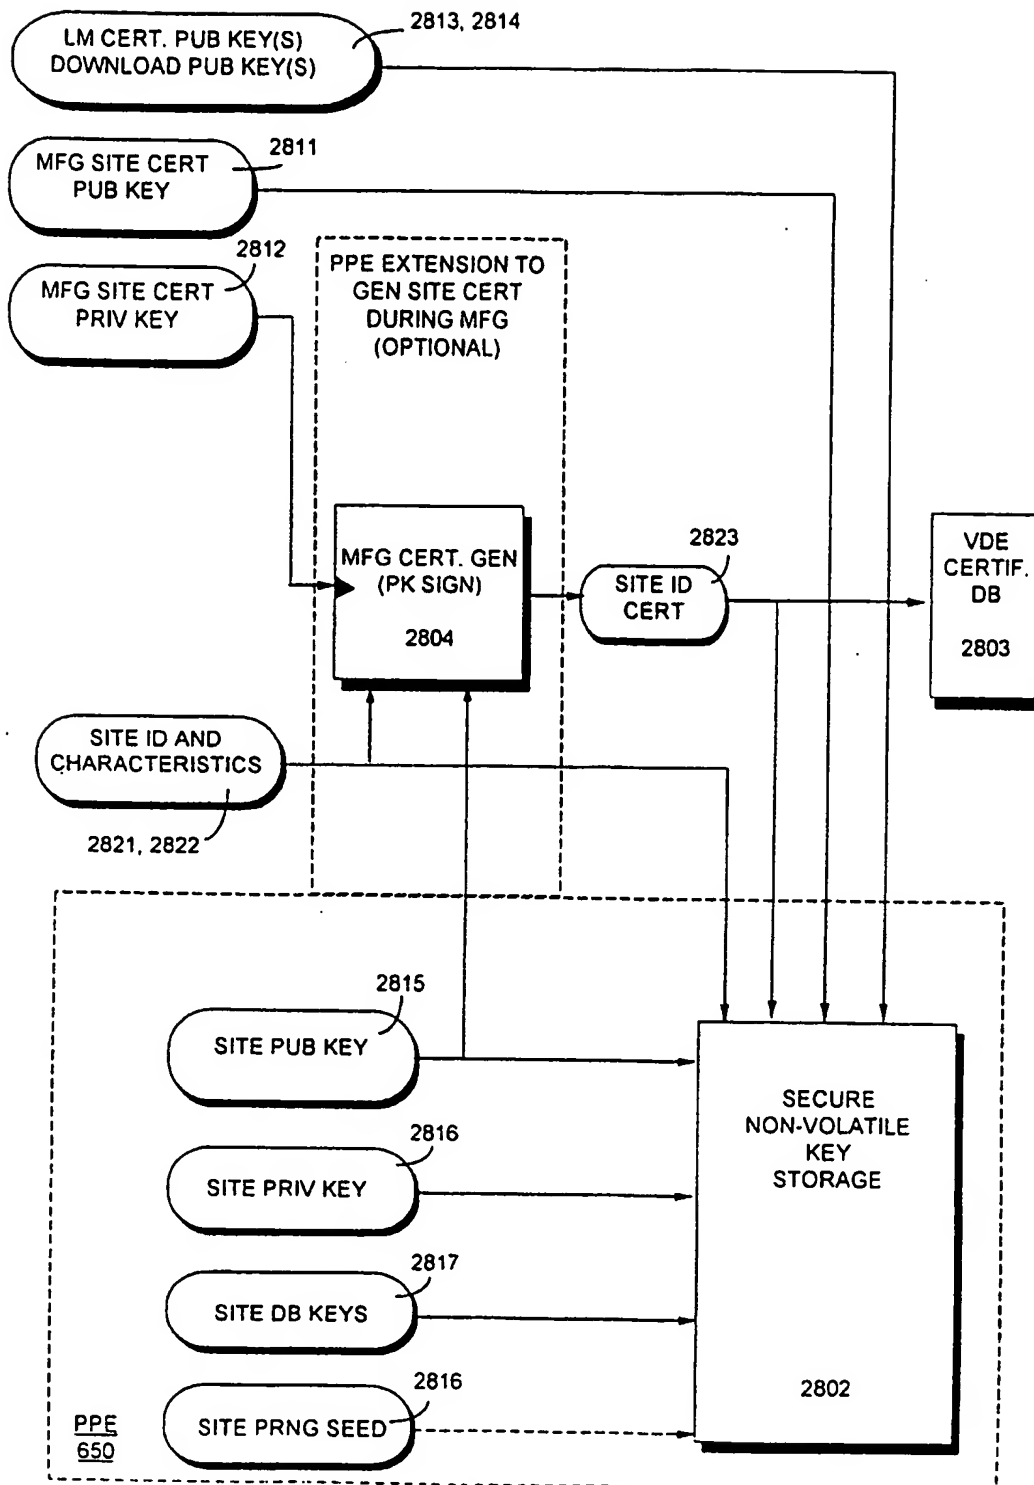 2813, 2814
LM CERT. PUB KEY(S)
DOWNLOAD PUB KEY(S)
2811
MFG SITE CERT
PUB KEY
2812
MFG SITE CERT
PRIV KEY
PPE EXTENSION TO
GEN SITE CERT
DURING MFG
(OPTIONAL)
MFG CERT. GEN
(PK SIGN)
2804
2823
SITE ID
CERT
VDE
CERTIF.
DB
2803
SITE ID AND
CHARACTERISTICS
2821, 2822
2815
SITE PUB KEY
2816
SITE PRIV KEY
2817
SITE DB KEYS
2816
SITE PRNG SEED
SECURE
NON-VOLATILE
KEY
STORAGE
2802
PPE
650